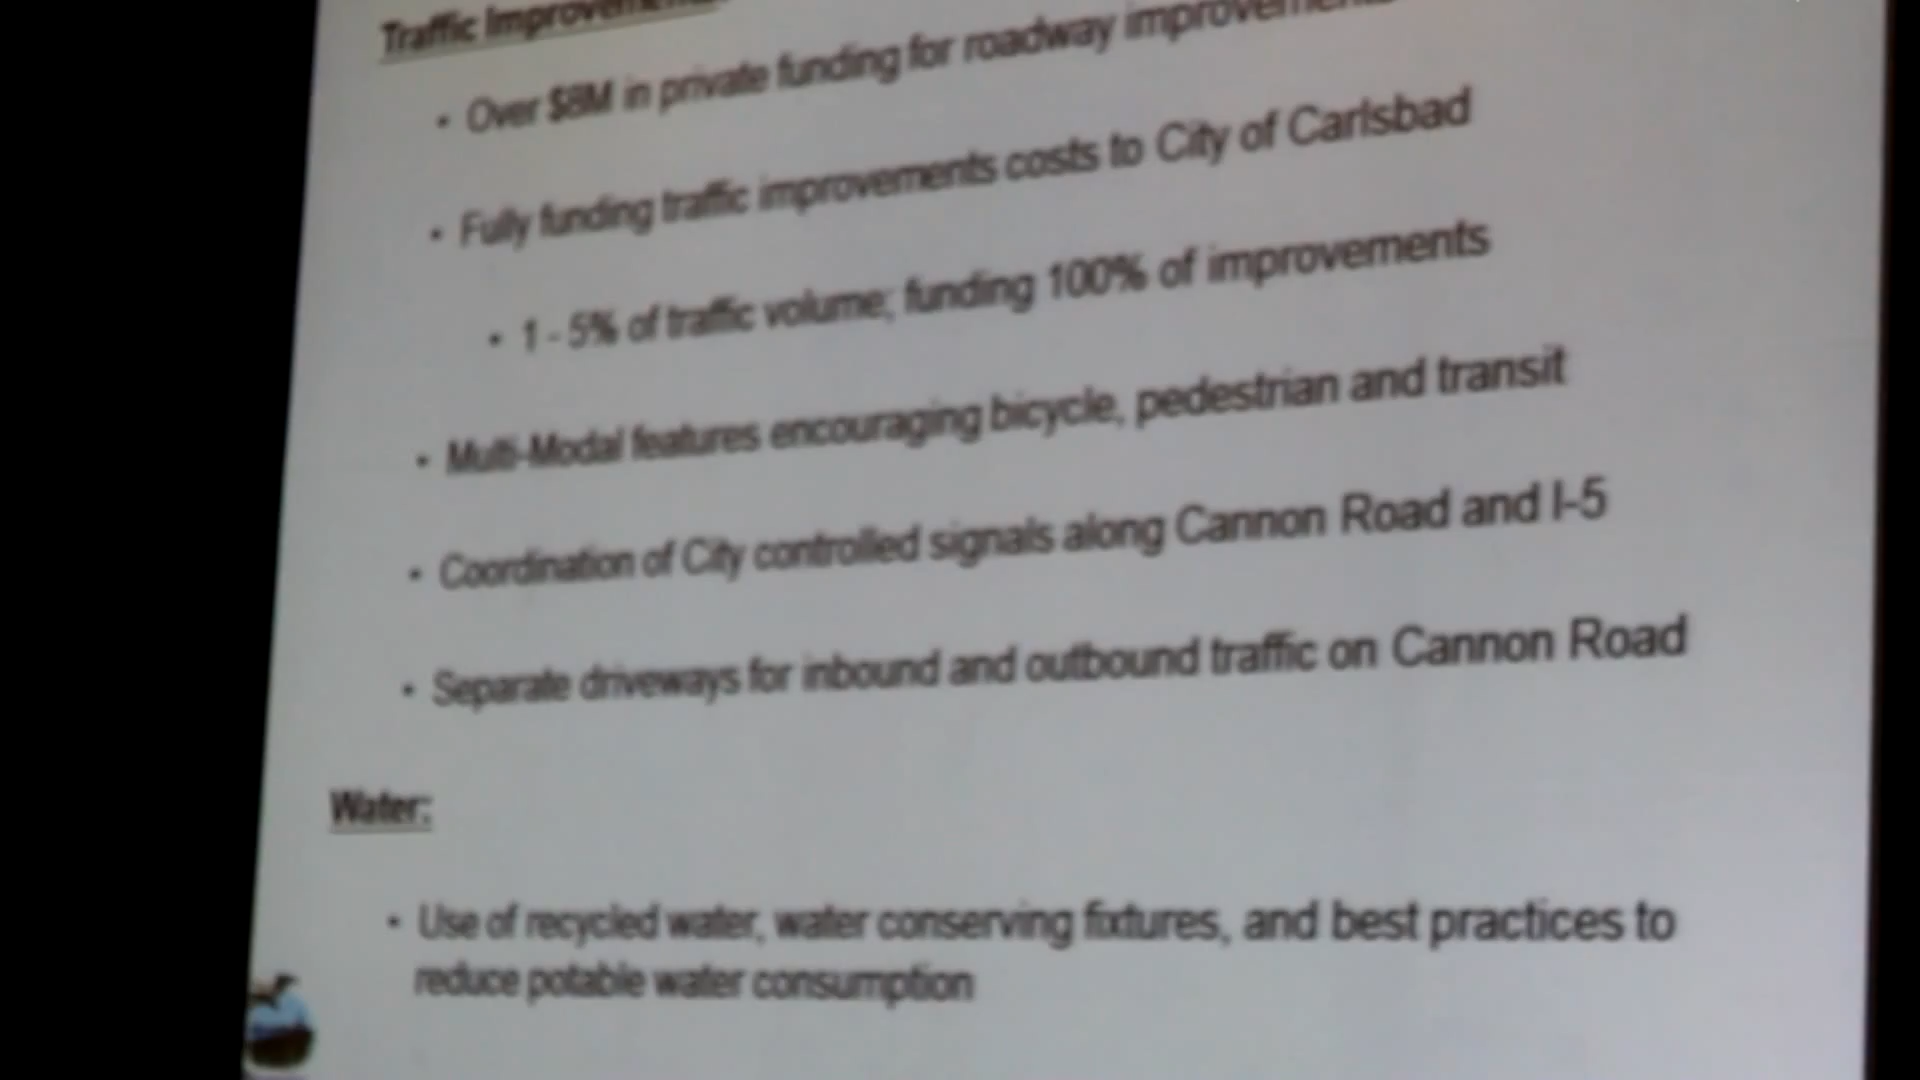 Traffic Improvements
• Over $8M in private funding for roadway improvements
• Fully funding traffic improvements costs to City of Carlsbad
• 1 - 5% of traffic volume; funding 100% of improvements
• Multi-Modal features encouraging bicycle, pedestrian and transit
• Coordination of City controlled signals along Cannon Road and I-5
• Separate driveways for inbound and outbound traffic on Cannon Road
Water:
• Use of recycled water, water conserving fixtures, and best practices to
reduce potable water consumption